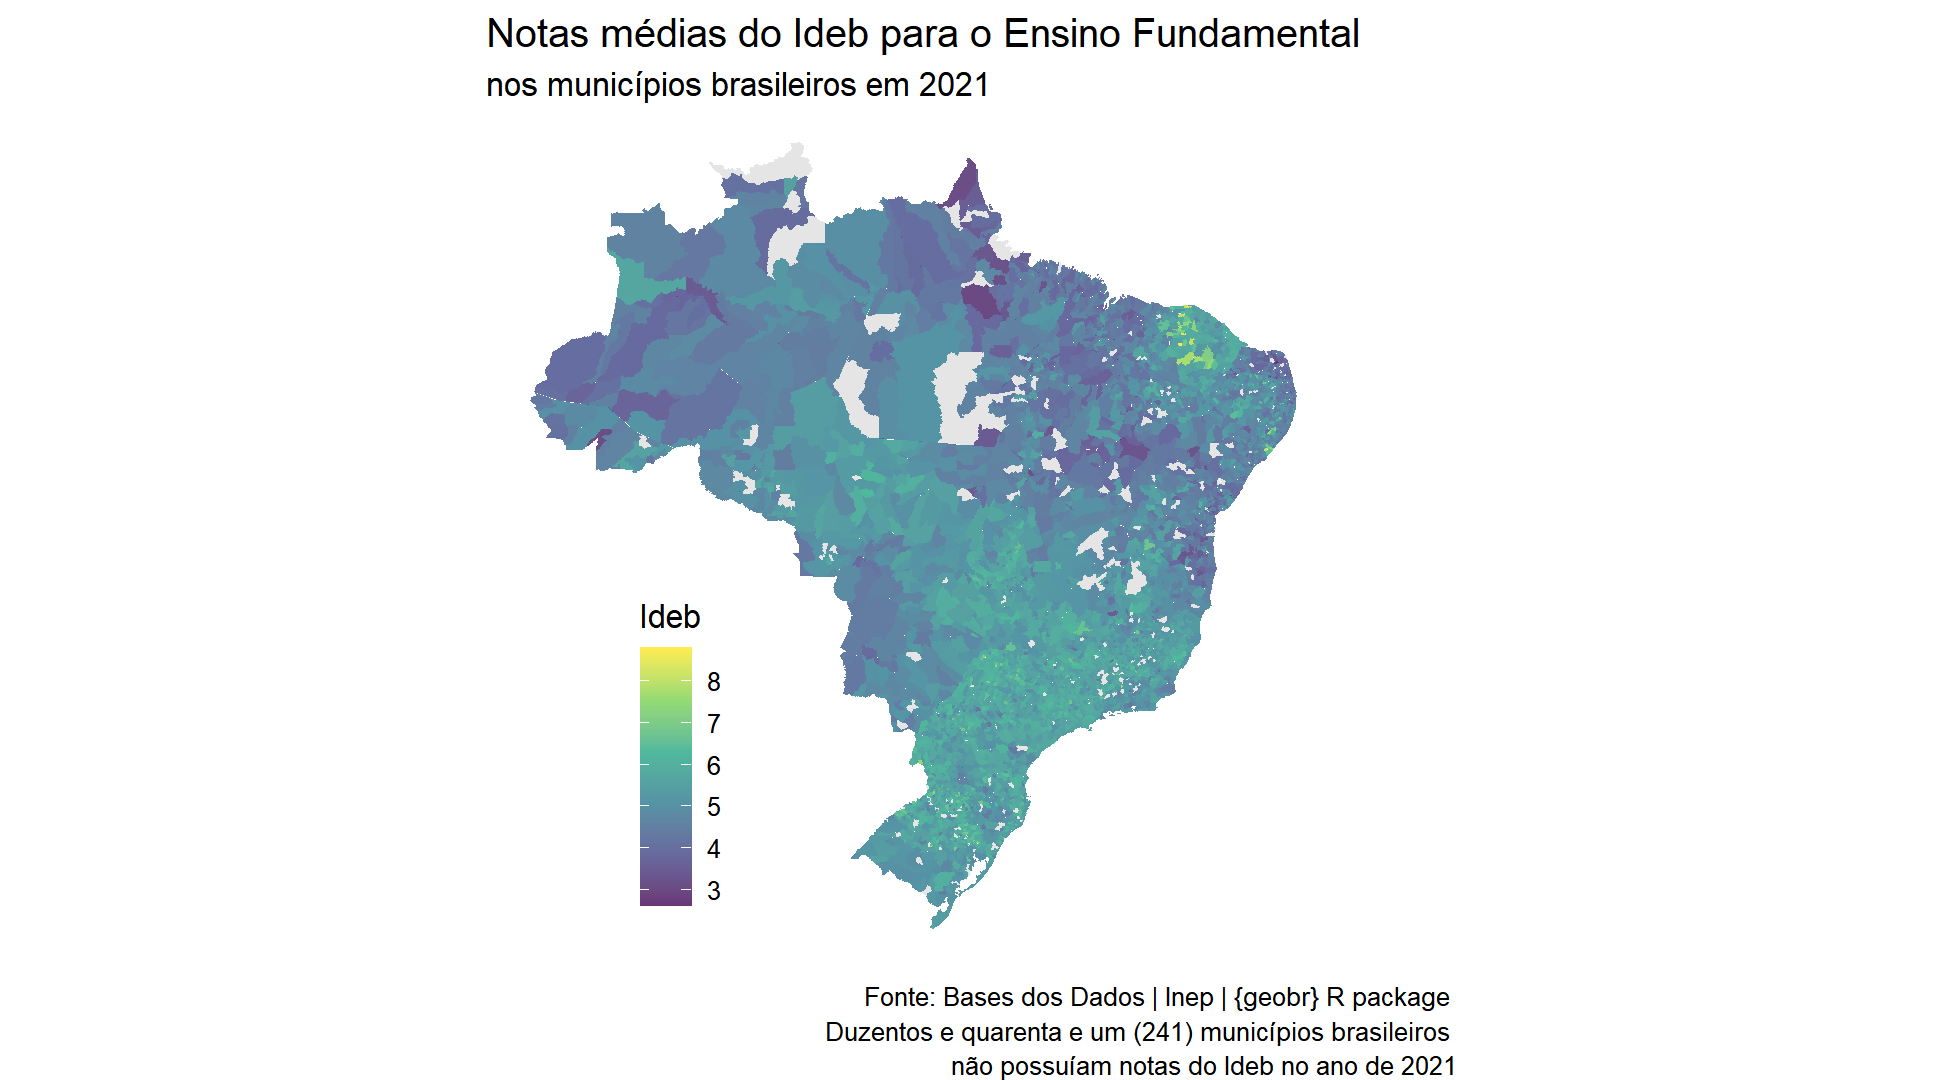 Notas médias do Ideb para o Ensino Fundamental
nos municípios brasileiros em 2021
Ideb
8
7
6
5
4
3
Fonte: Bases dos Dados | Inep | {geobr} R package
Duzentos e quarenta e um (241) municípios brasileiros
não possuíam notas do Ideb no ano de 2021